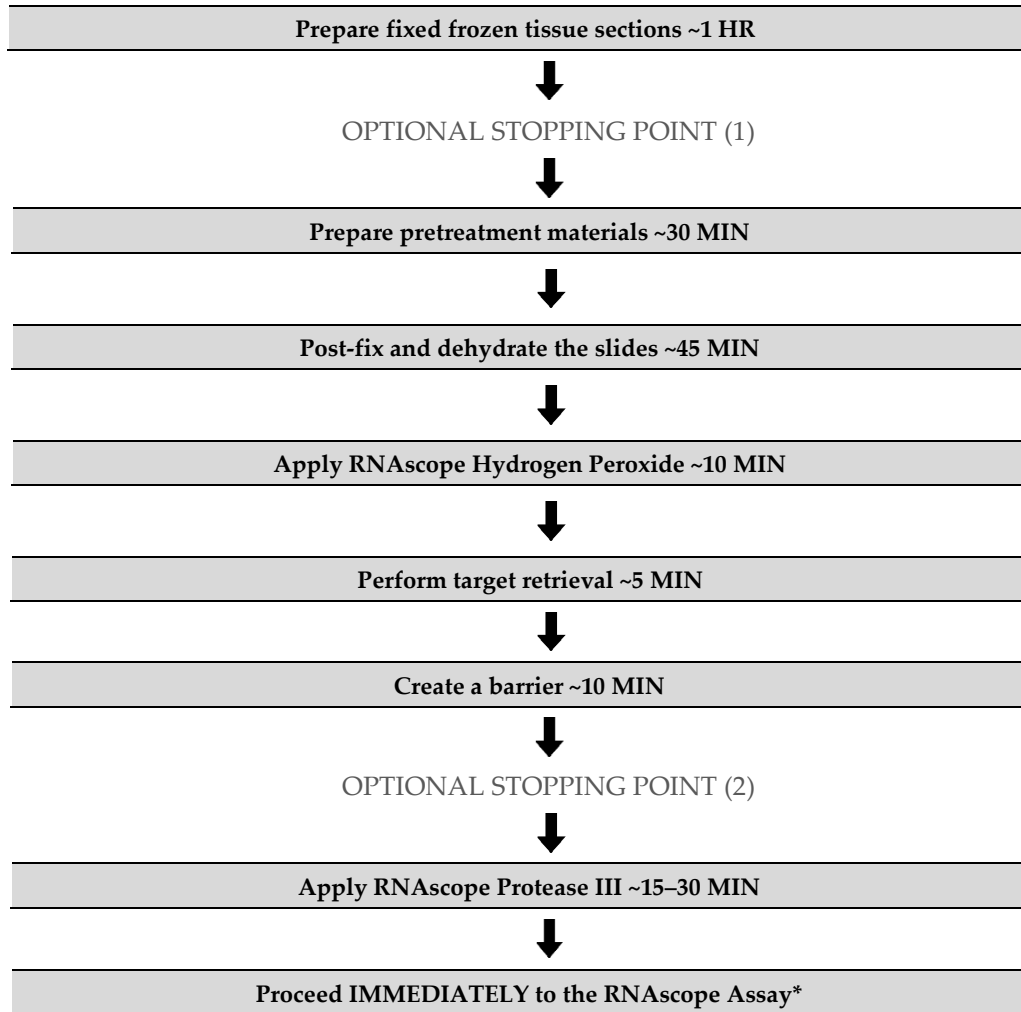 Prepare fixed frozen tissue sections ~1 HR
OPTIONAL STOPPING POINT (1)
Prepare pretreatment materials ~30 MIN
Post-fix and dehydrate the slides ~45 MIN
Apply RNAscope Hydrogen Peroxide ~10 MIN
Perform target retrieval ~5 MIN
Create a barrier ~10 MIN
OPTIONAL STOPPING POINT (2)
Apply RNAscope Protease III ~15–30 MIN
Proceed IMMEDIATELY to the RNAscope Assay*